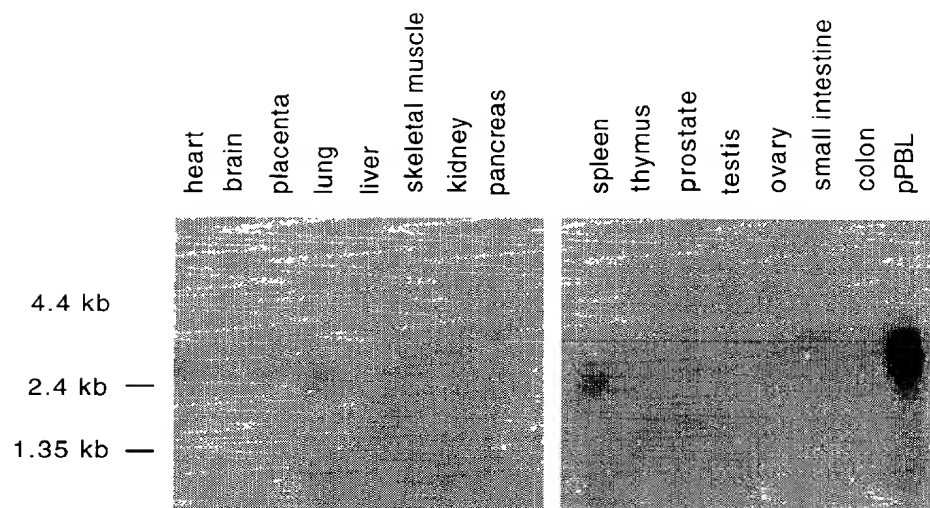 heart
brain
placenta
lung
liver
skeletal muscle
kidney
pancreas
spleen
thymus
prostate
testis
ovary
small intestine
colon
pPBL
4.4 kb
2.4 kb
1.35 kb